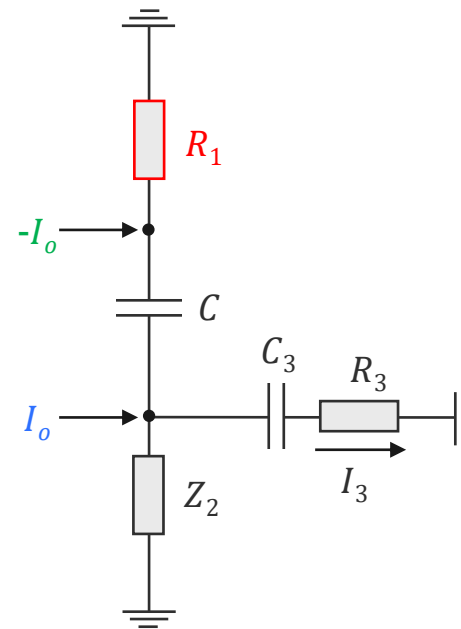 R₁
-Iₒ
C
C₃
R₃
Iₒ
I₃
Z₂